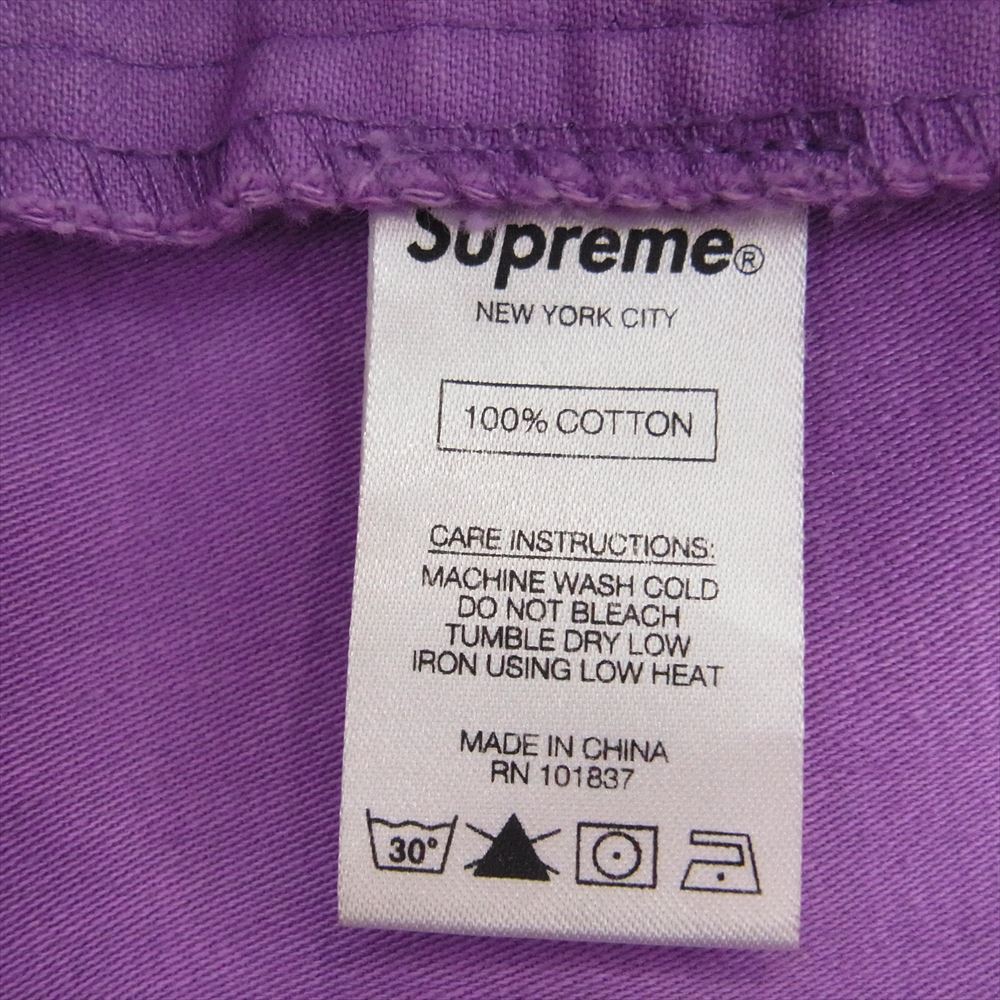 Supreme®
NEW YORK CITY
100% COTTON
CARE INSTRUCTIONS:
MACHINE WASH COLD
DO NOT BLEACH
TUMBLE DRY LOW
IRON USING LOW HEAT
MADE IN CHINA
RN 101837
30°